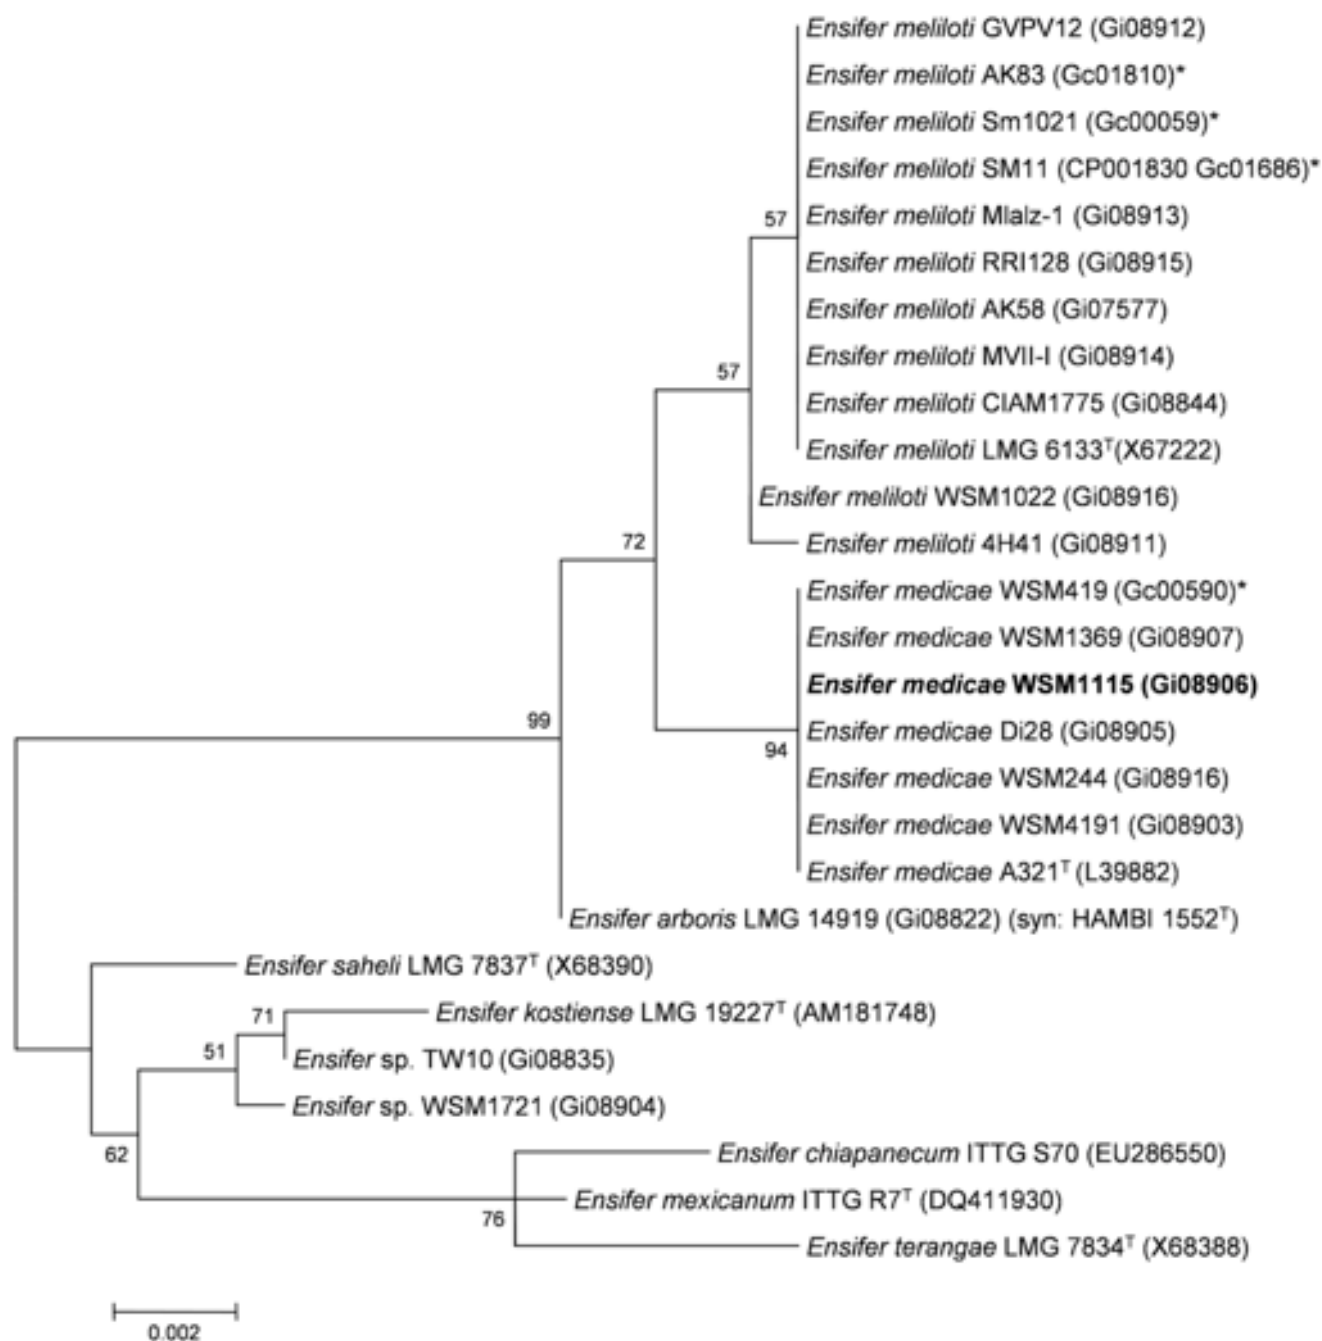 Ensifer meliloti GVPV12 (Gi08912)
Ensifer meliloti AK83 (Gc01810)*
Ensifer meliloti Sm1021 (Gc00059)*
Ensifer meliloti SM11 (CP001830 Gc01686)*
57
Ensifer meliloti Mlalz-1 (Gi08913)
Ensifer meliloti RRI128 (Gi08915)
Ensifer meliloti AK58 (Gi07577)
Ensifer meliloti MVII-I (Gi08914)
57
Ensifer meliloti CIAM1775 (Gi08844)
Ensifer meliloti LMG 6133ᵀ(X67222)
Ensifer meliloti WSM1022 (Gi08916)
72
Ensifer meliloti 4H41 (Gi08911)
Ensifer medicae WSM419 (Gc00590)*
Ensifer medicae WSM1369 (Gi08907)
Ensifer medicae WSM1115 (Gi08906)
99
Ensifer medicae Di28 (Gi08905)
94
Ensifer medicae WSM244 (Gi08916)
Ensifer medicae WSM4191 (Gi08903)
Ensifer medicae A321ᵀ (L39882)
Ensifer arboris LMG 14919 (Gi08822) (syn: HAMBI 1552ᵀ)
Ensifer saheli LMG 7837ᵀ (X68390)
71
Ensifer kostiense LMG 19227ᵀ (AM181748)
51
Ensifer sp. TW10 (Gi08835)
Ensifer sp. WSM1721 (Gi08904)
62
Ensifer chiapanecum ITTG S70 (EU286550)
Ensifer mexicanum ITTG R7ᵀ (DQ411930)
76
Ensifer terangae LMG 7834ᵀ (X68388)
0.002